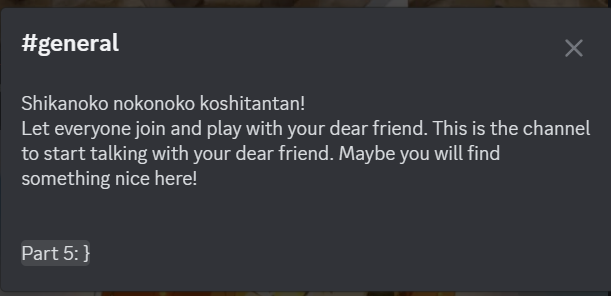 #general
Shikanoko nokonoko koshitantan!
Let everyone join and play with your dear friend. This is the channel
to start talking with your dear friend. Maybe you will find
something nice here!
Part 5: }